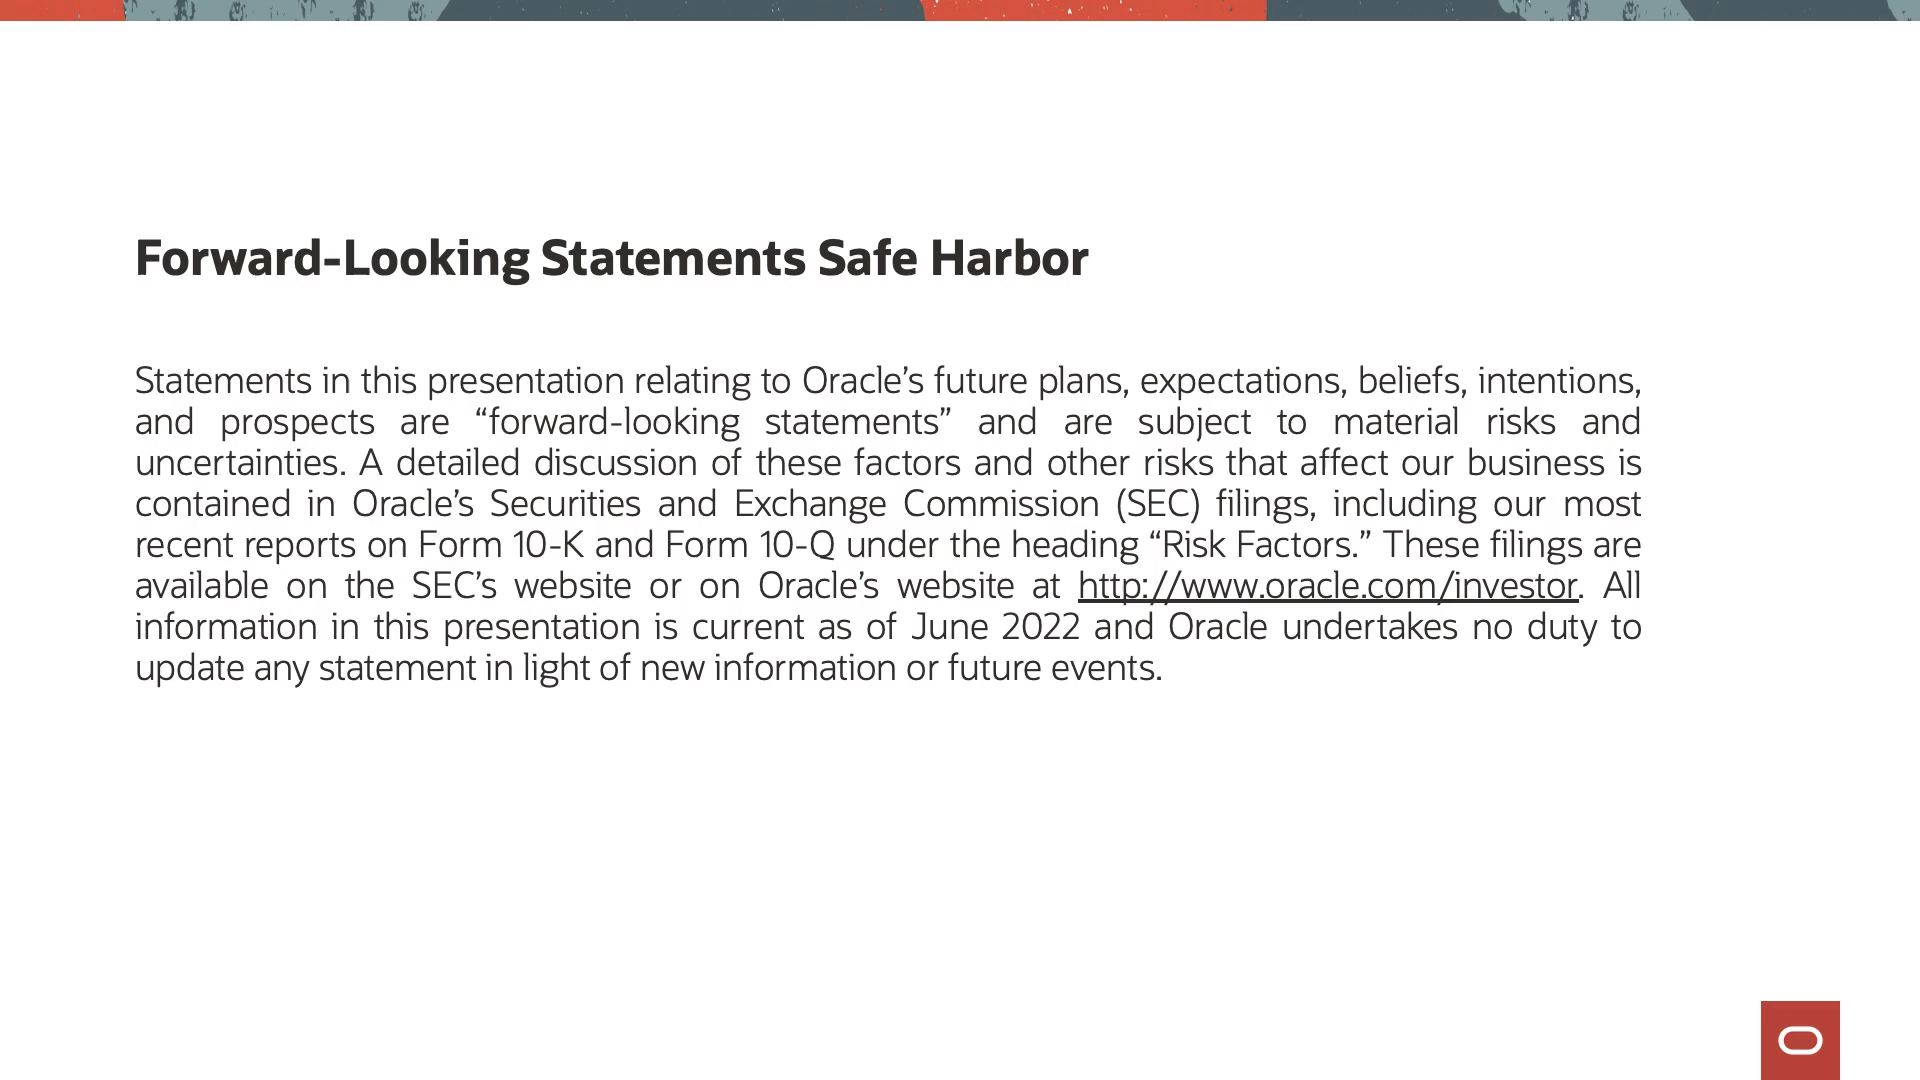 Forward-Looking Statements Safe Harbor
Statements in this presentation relating to Oracle’s future plans, expectations, beliefs, intentions,
and prospects are “forward-looking statements” and are subject to material risks and
uncertainties. A detailed discussion of these factors and other risks that affect our business is
contained in Oracle’s Securities and Exchange Commission (SEC) filings, including our most
recent reports on Form 10-K and Form 10-Q under the heading “Risk Factors.” These filings are
available on the SEC’s website or on Oracle’s website at http://www.oracle.com/investor. All
information in this presentation is current as of June 2022 and Oracle undertakes no duty to
update any statement in light of new information or future events.